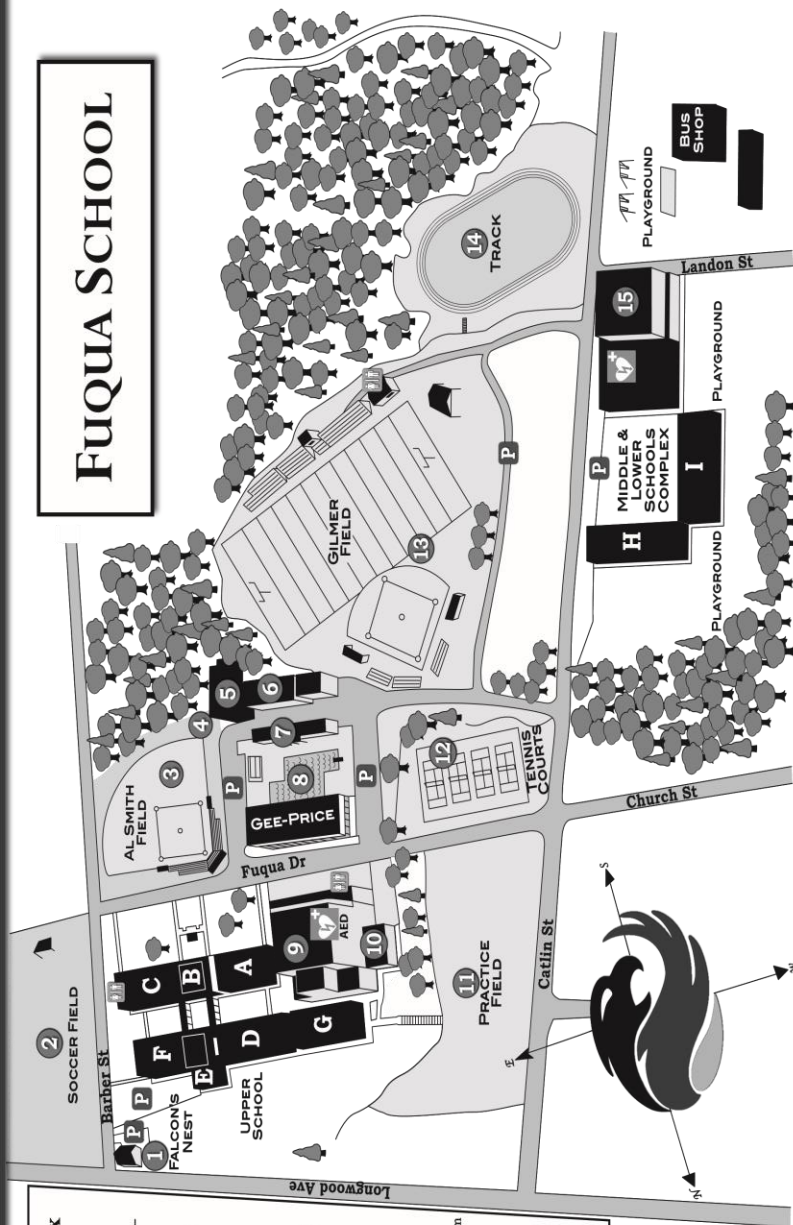 FUQUA SCHOOL
BUS
SHOP
PLAYGROUND
Landon St
14
TRACK
15
PLAYGROUND
P
MIDDLE &
LOWER
SCHOOLS
COMPLEX
I
H
PLAYGROUND
P
GILMER
FIELD
13
5
6
4
7
3
AL SMITH
FIELD
P
8
GEE-PRICE
P
12
TENNIS
COURTS
Church St
Fuqua Dr
2
SOCCER FIELD
Barber St
C
B
A
9
AED
10
F
E
D
G
11
PRACTICE
FIELD
Catlin St
P
P
1
FALCON'S
NEST
UPPER
SCHOOL
Longwood Ave
S
E
W
N